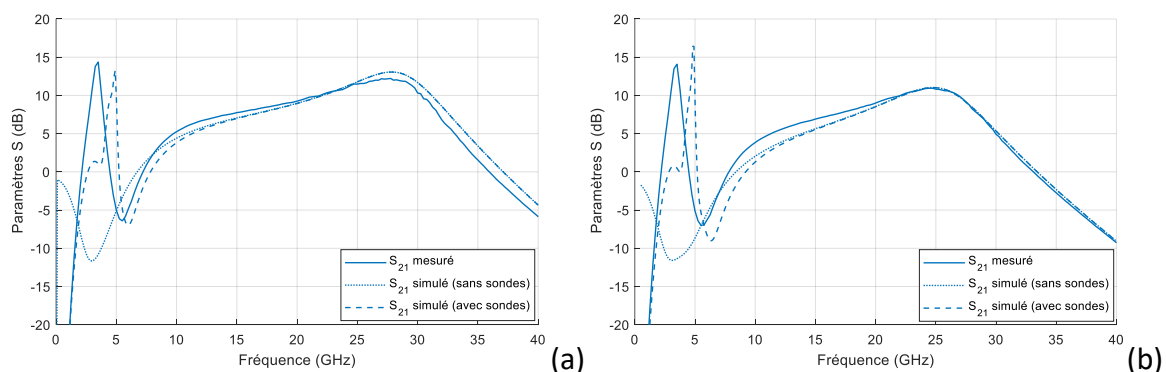 20
15
10
5
0
-5
-10
-15
-20
Paramètres S (dB)
0 5 10 15 20 25 30 35 40
Fréquence (GHz)
S21 mesuré
S21 simulé (sans sondes)
S21 simulé (avec sondes)
(a)
20
15
10
5
0
-5
-10
-15
-20
Paramètres S (dB)
0 5 10 15 20 25 30 35 40
Fréquence (GHz)
S21 mesuré
S21 simulé (sans sondes)
S21 simulé (avec sondes)
(b)